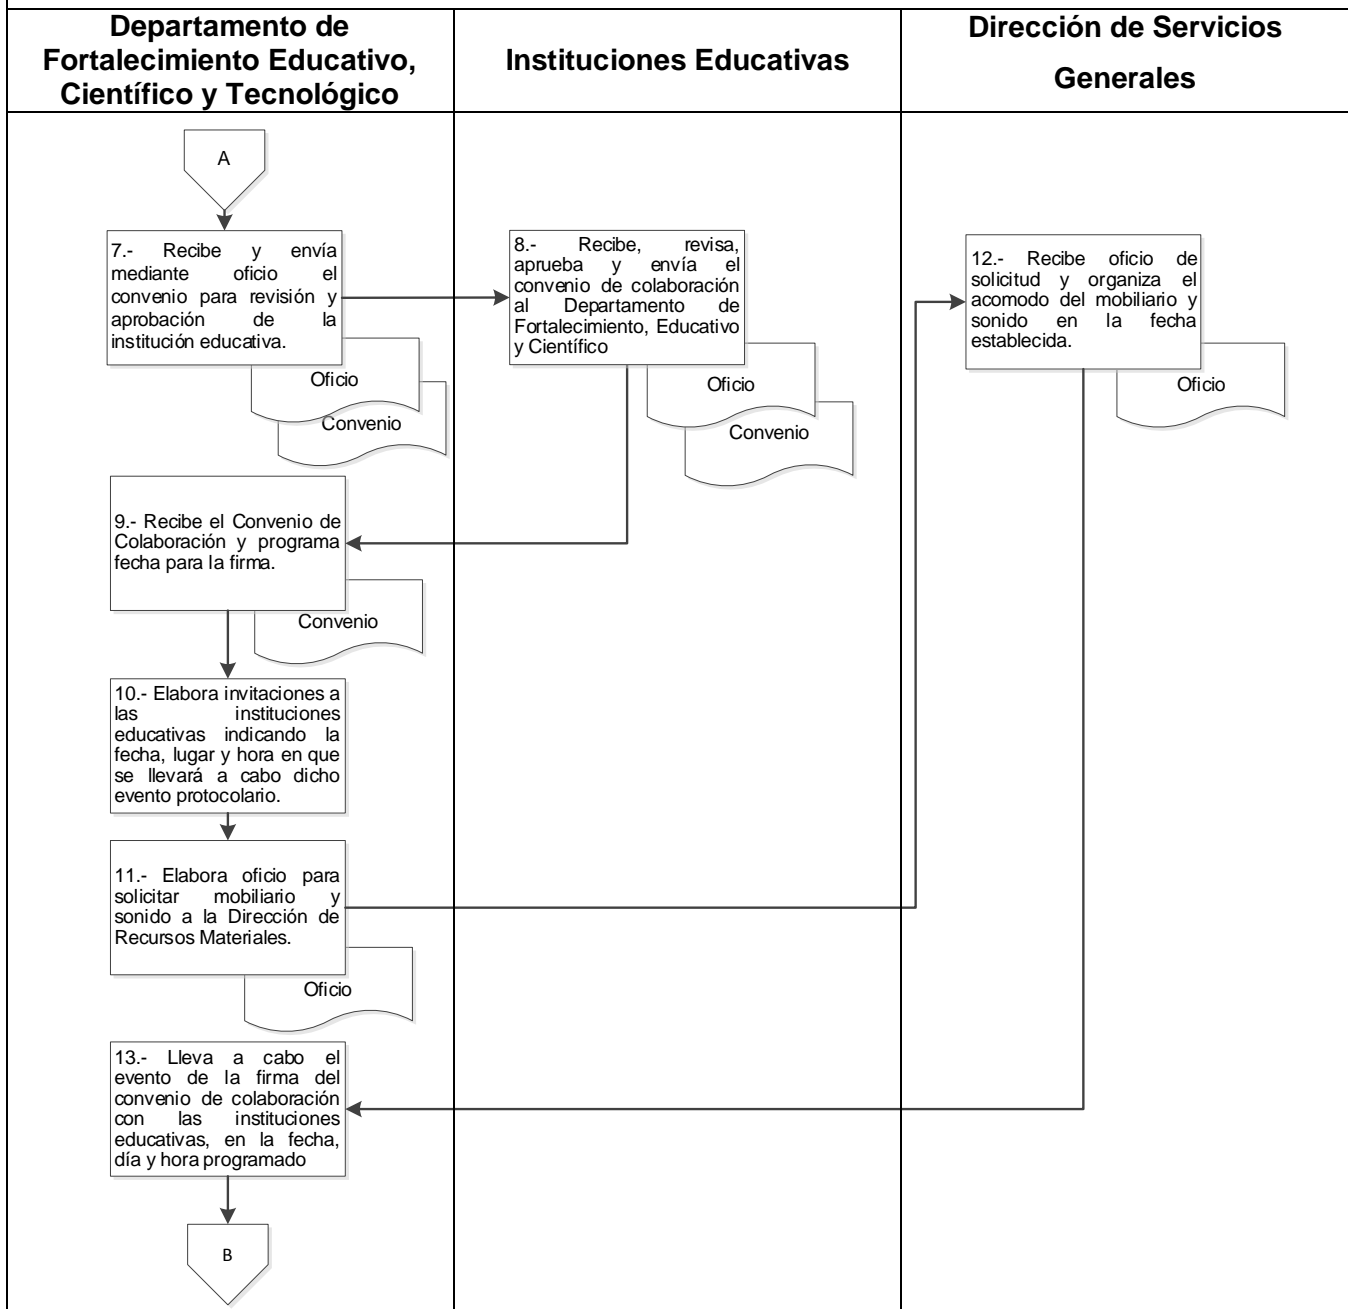 Departamento de
Fortalecimiento Educativo,
Científico y Tecnológico
Instituciones Educativas
Dirección de Servicios
Generales
A
7.- Recibe y envía
mediante oficio el
convenio para revisión y
aprobación de la
institución educativa.
Oficio
Convenio
8.- Recibe, revisa,
aprueba y envía el
convenio de colaboración
al Departamento de
Fortalecimiento, Educativo
y Científico
Oficio
Convenio
12.- Recibe oficio de
solicitud y organiza el
acomodo del mobiliario y
sonido en la fecha
establecida.
Oficio
9.- Recibe el Convenio de
Colaboración y programa
fecha para la firma.
Convenio
10.- Elabora invitaciones a
las instituciones
educativas indicando la
fecha, lugar y hora en que
se llevará a cabo dicho
evento protocolario.
11.- Elabora oficio para
solicitar mobiliario y
sonido a la Dirección de
Recursos Materiales.
Oficio
13.- Lleva a cabo el
evento de la firma del
convenio de colaboración
con las instituciones
educativas, en la fecha,
día y hora programado
B